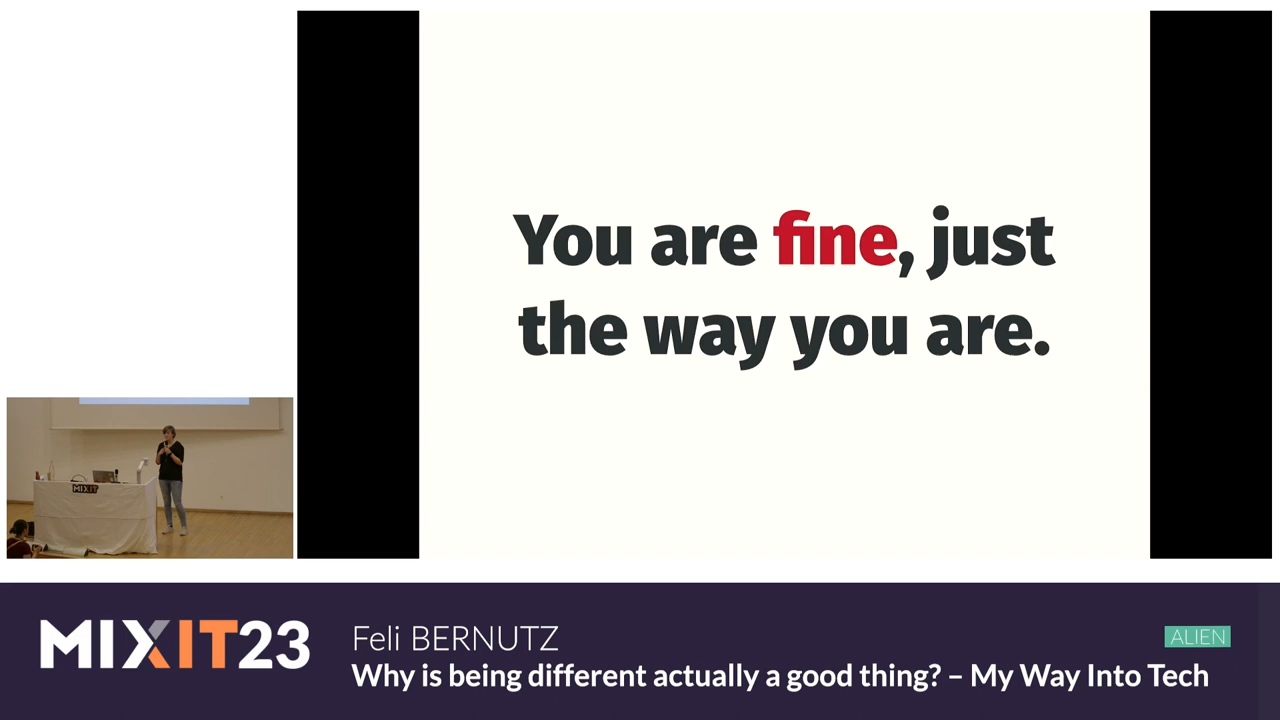 You are fine, just
the way you are.
MIXIT
MIXIT23
Feli BERNUTZ
ALIEN
Why is being different actually a good thing? – My Way Into Tech